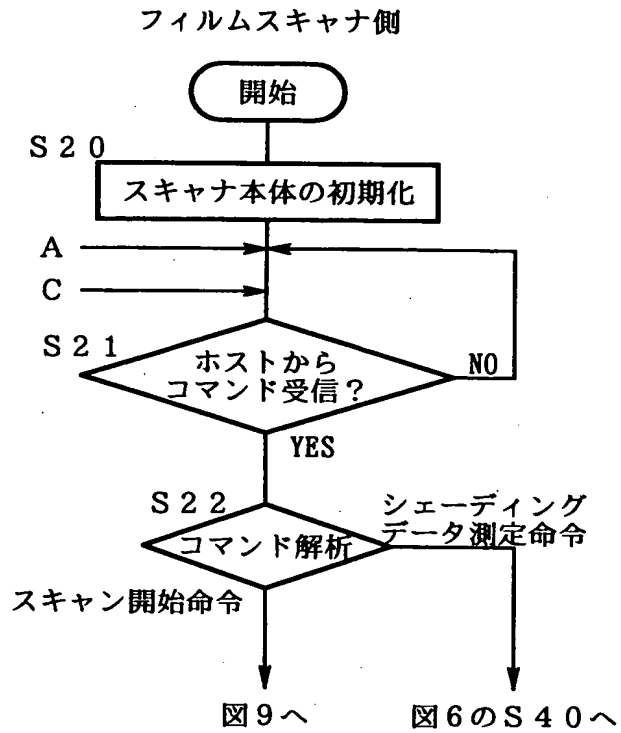 フィルムスキャナ側
開始
S20
スキャナ本体の初期化
A
C
S21
ホストから
コマンド受信?
NO
YES
S22
コマンド解析
シェーディング
データ測定命令
スキャン開始命令
図9へ
図6のS40へ